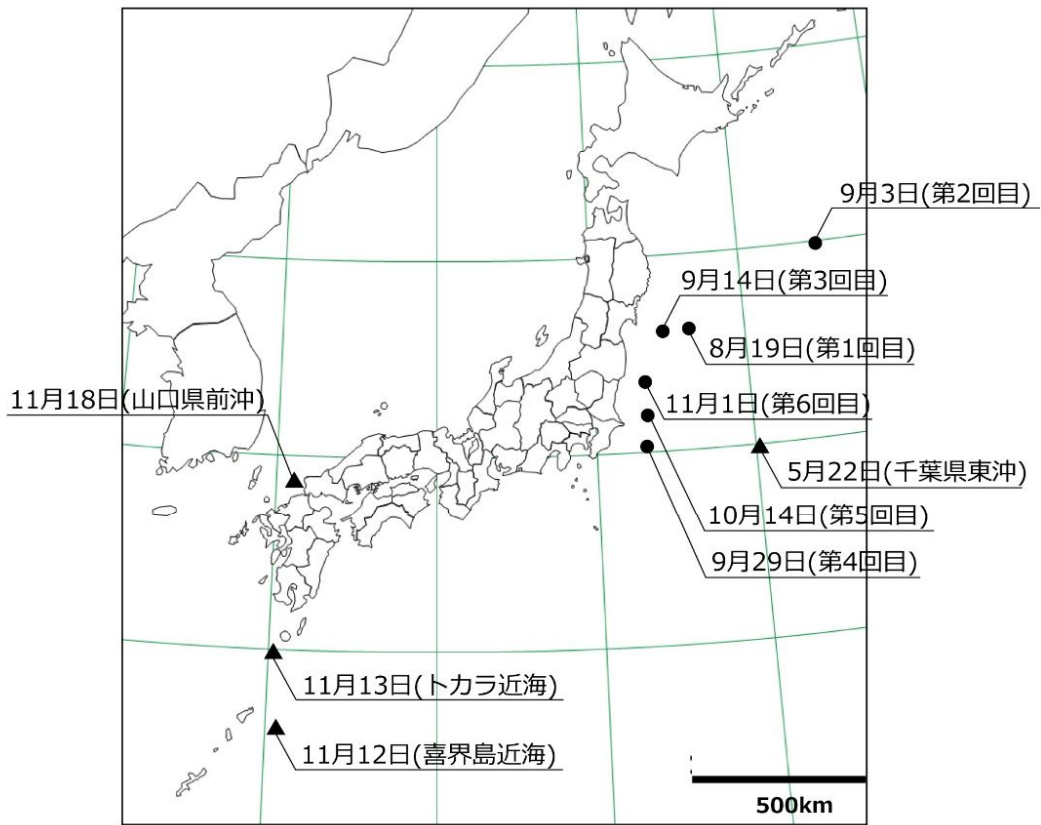 9月3日(第2回目)
9月14日(第3回目)
8月19日(第1回目)
11月18日(山口県前沖)
11月1日(第6回目)
5月22日(千葉県東沖)
10月14日(第5回目)
9月29日(第4回目)
11月13日(トカラ近海)
11月12日(喜界島近海)
500km